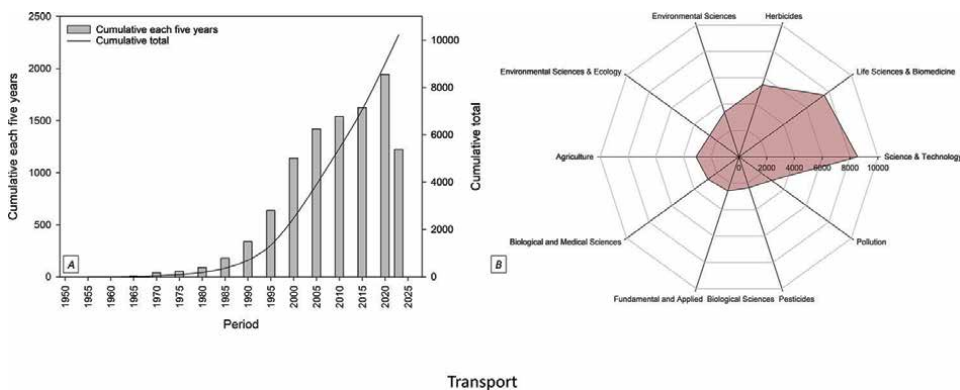 2500
2000
1500
1000
500
0
Cumulative each five years
Cumulative each five years
Cumulative total
10000
8000
6000
4000
2000
0
Cumulative total
A
1950
1955
1960
1965
1970
1975
1980
1985
1990
1995
2000
2005
2010
2015
2020
2025
Period
Environmental Sciences
Herbicides
Environmental Sciences & Ecology
Life Sciences & Biomedicine
Agriculture
Science & Technology
0 2000 4000 6000 8000 10000
Biological and Medical Sciences
Pollution
B
Fundamental and Applied Biological Sciences
Pesticides
Transport